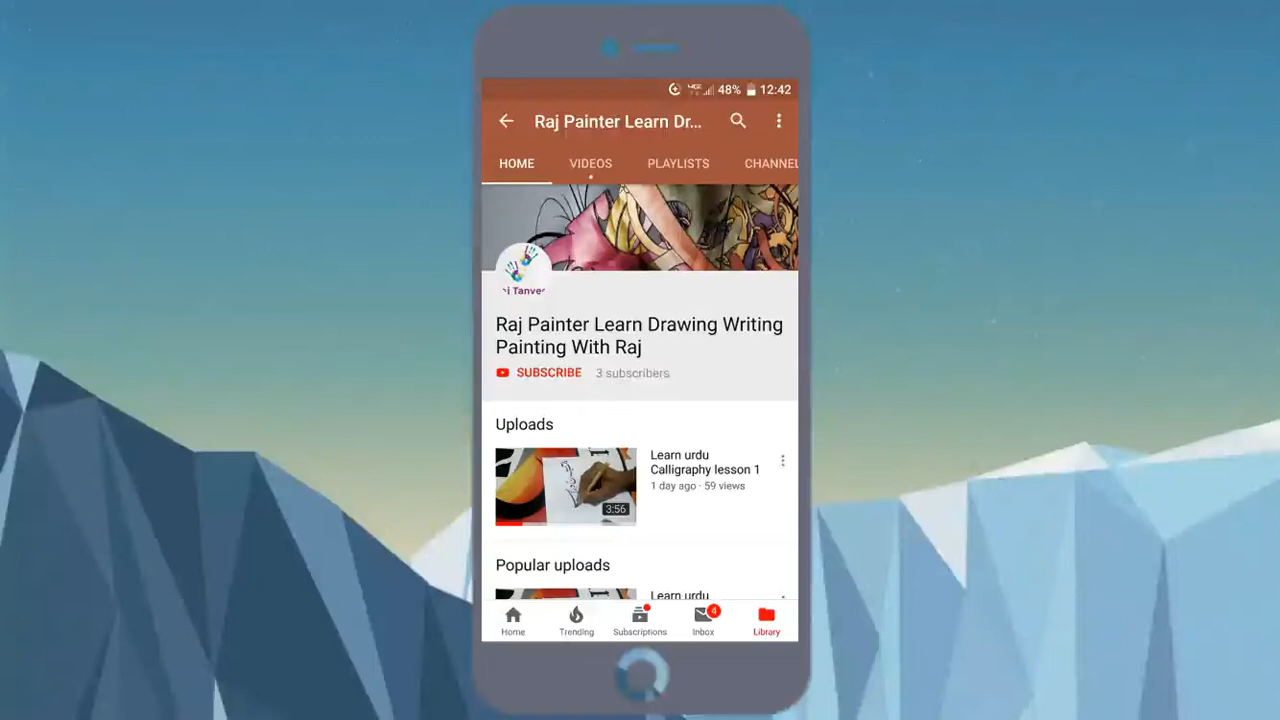 48% 12:42
Raj Painter Learn Dr...
HOME VIDEOS PLAYLISTS CHANNEL
Raj Painter Learn Drawing Writing
Painting With Raj
SUBSCRIBE 3 subscribers
Uploads
Learn urdu
Calligraphy lesson 1
1 day ago · 59 views
3:56
Popular uploads
Learn urdu
4
Home Trending Subscriptions Inbox Library